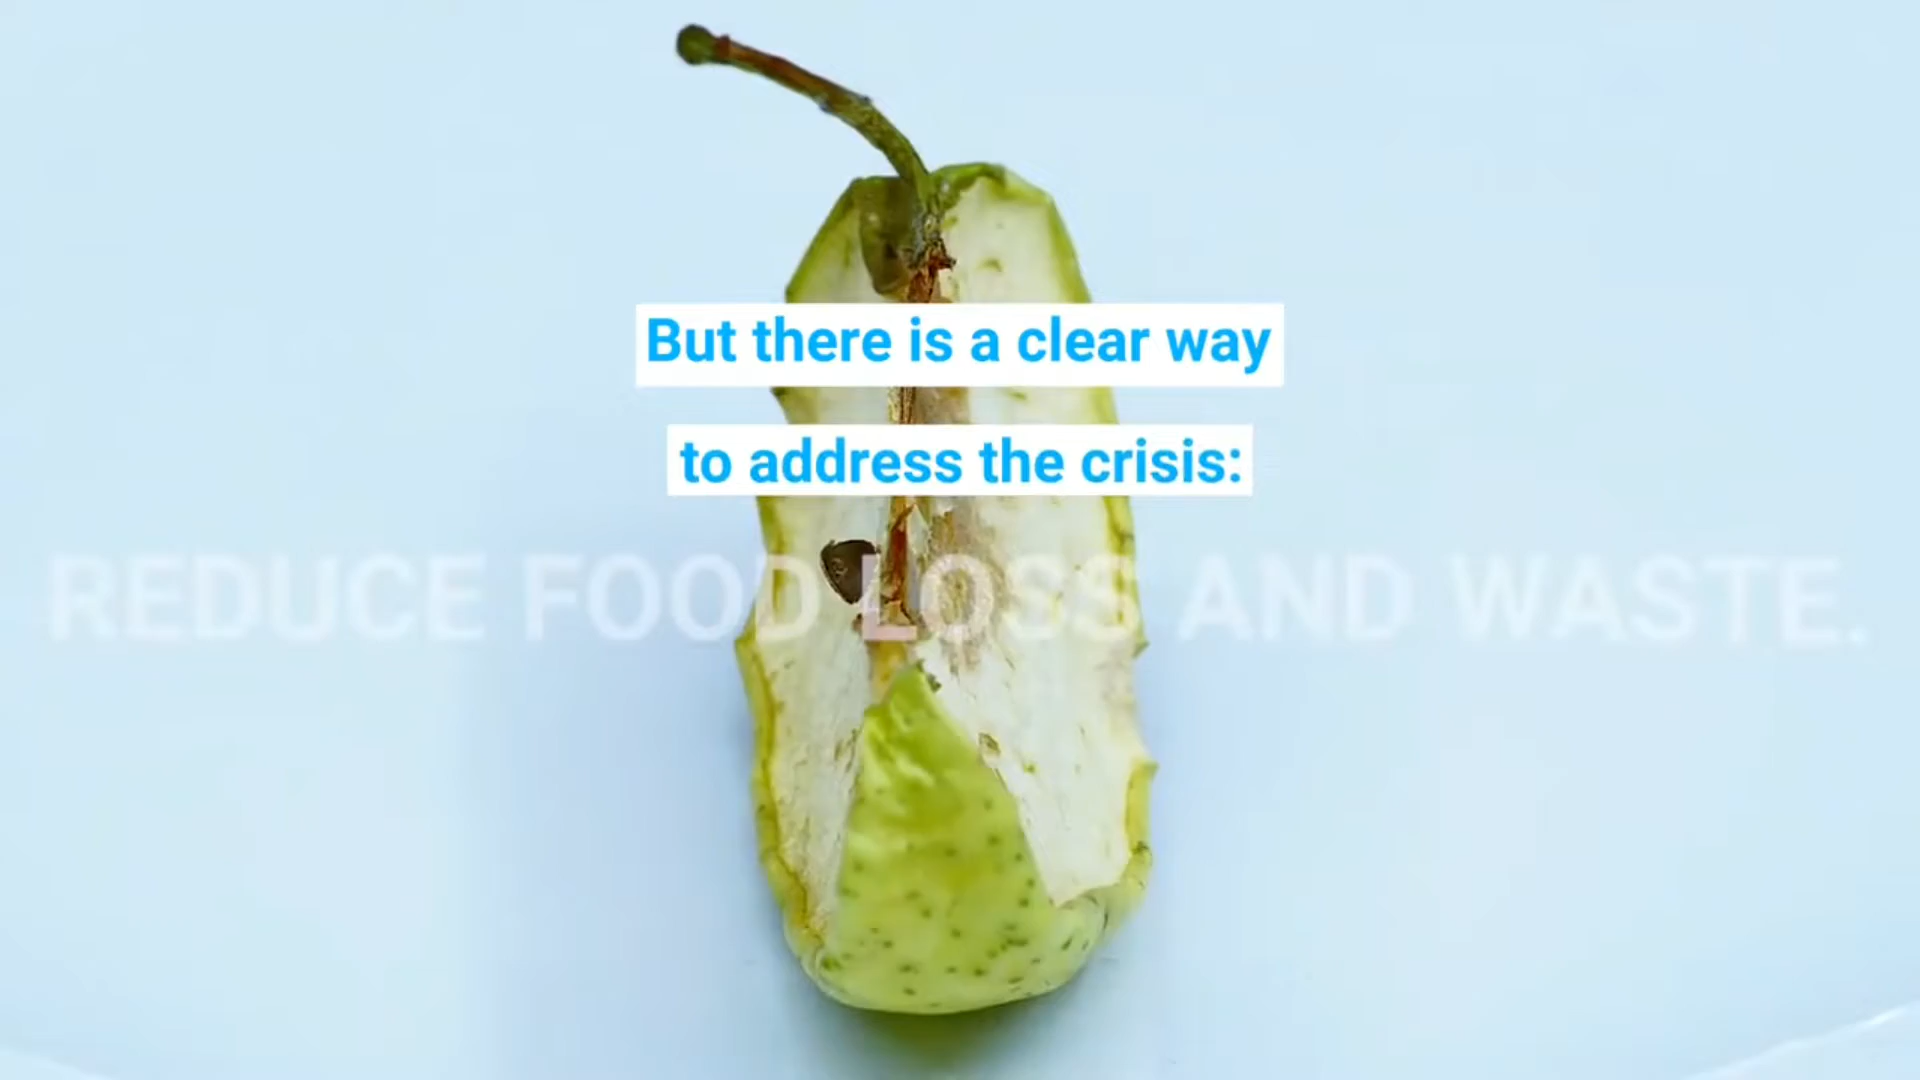 But there is a clear way
to address the crisis:
REDUCE FOOD LOSS AND WASTE.